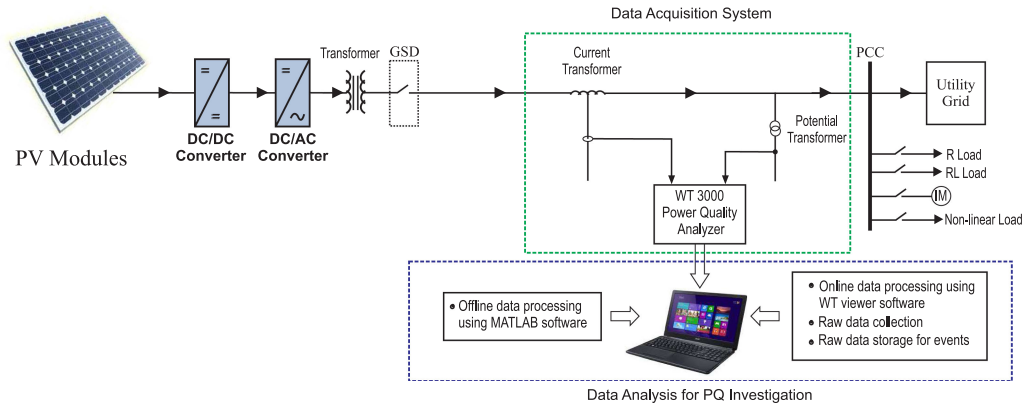 Data Acquisition System
PV Modules
DC/DC
Converter
DC/AC
Converter
Transformer
GSD
Current
Transformer
Potential
Transformer
WT 3000
Power Quality
Analyzer
PCC
Utility
Grid
R Load
RL Load
IM
Non-linear Load
• Offline data processing
using MATLAB software
• Online data processing using
WT viewer software
• Raw data collection
• Raw data storage for events
Data Analysis for PQ Investigation